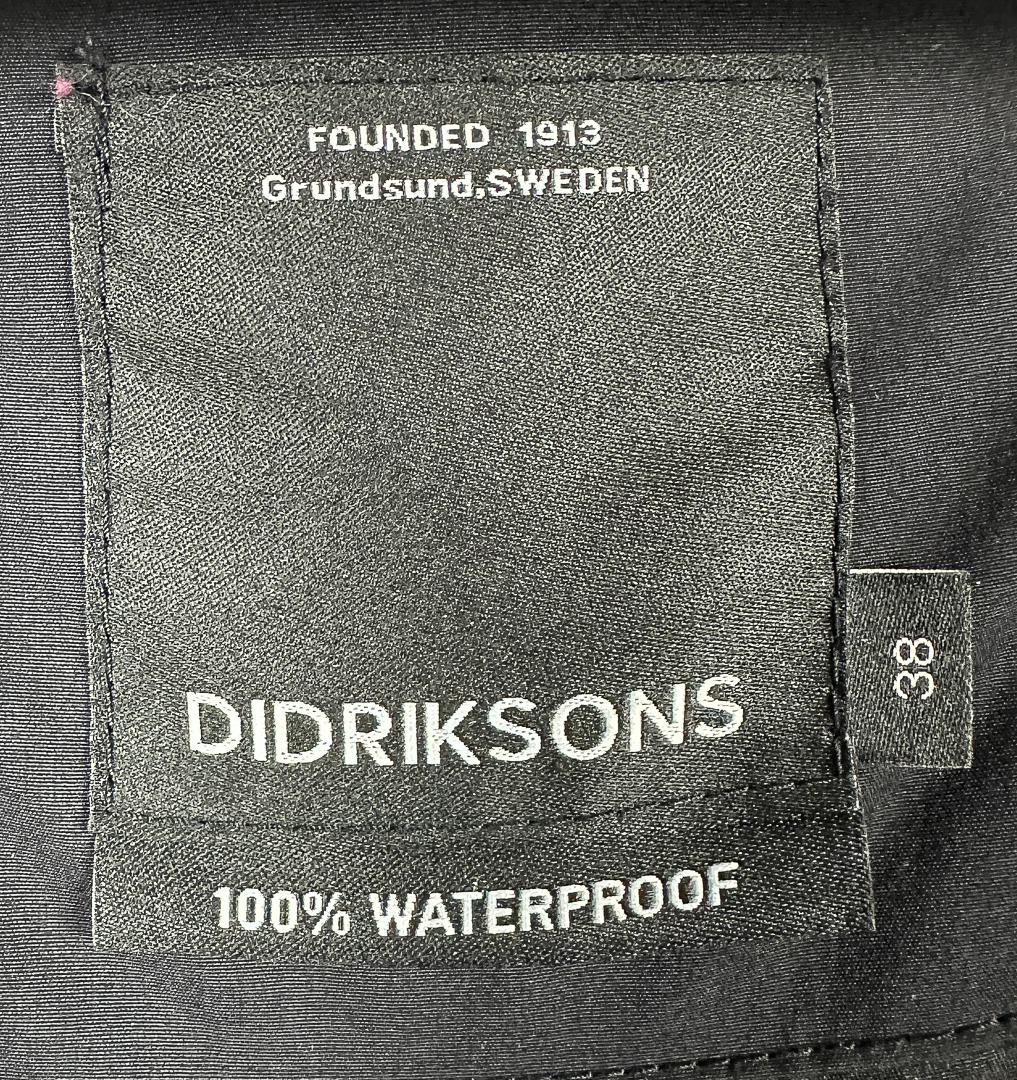 FOUNDED 1913
Grundsund,SWEDEN
DIDRIKSONS
38
100% WATERPROOF